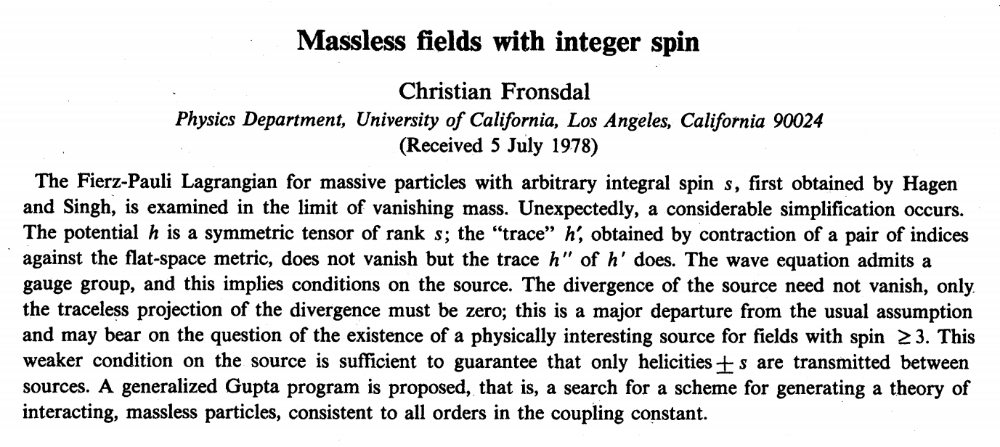 Massless fields with integer spin
Christian Fronsdal
Physics Department, University of California, Los Angeles, California 90024
(Received 5 July 1978)
The Fierz-Pauli Lagrangian for massive particles with arbitrary integral spin s, first obtained by Hagen
and Singh, is examined in the limit of vanishing mass. Unexpectedly, a considerable simplification occurs.
The potential h is a symmetric tensor of rank s; the “trace” h′, obtained by contraction of a pair of indices
against the flat-space metric, does not vanish but the trace h″ of h′ does. The wave equation admits a
gauge group, and this implies conditions on the source. The divergence of the source need not vanish, only
the traceless projection of the divergence must be zero; this is a major departure from the usual assumption
and may bear on the question of the existence of a physically interesting source for fields with spin ≥3. This
weaker condition on the source is sufficient to guarantee that only helicities ± s are transmitted between
sources. A generalized Gupta program is proposed, that is, a search for a scheme for generating a theory of
interacting, massless particles, consistent to all orders in the coupling constant.